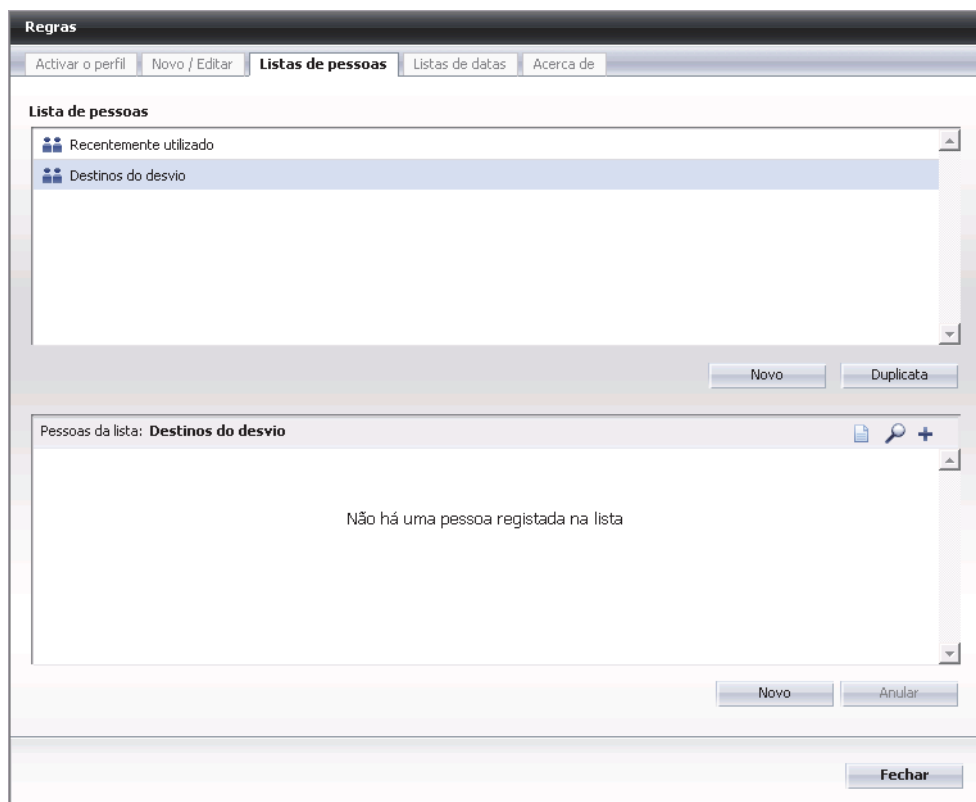 Regras
Activar o perfil Novo / Editar Listas de pessoas Listas de datas Acerca de
Lista de pessoas
Recentemente utilizado
Destinos do desvio
Novo Duplicata
Pessoas da lista: Destinos do desvio
Não há uma pessoa registada na lista
Novo Anular
Fechar